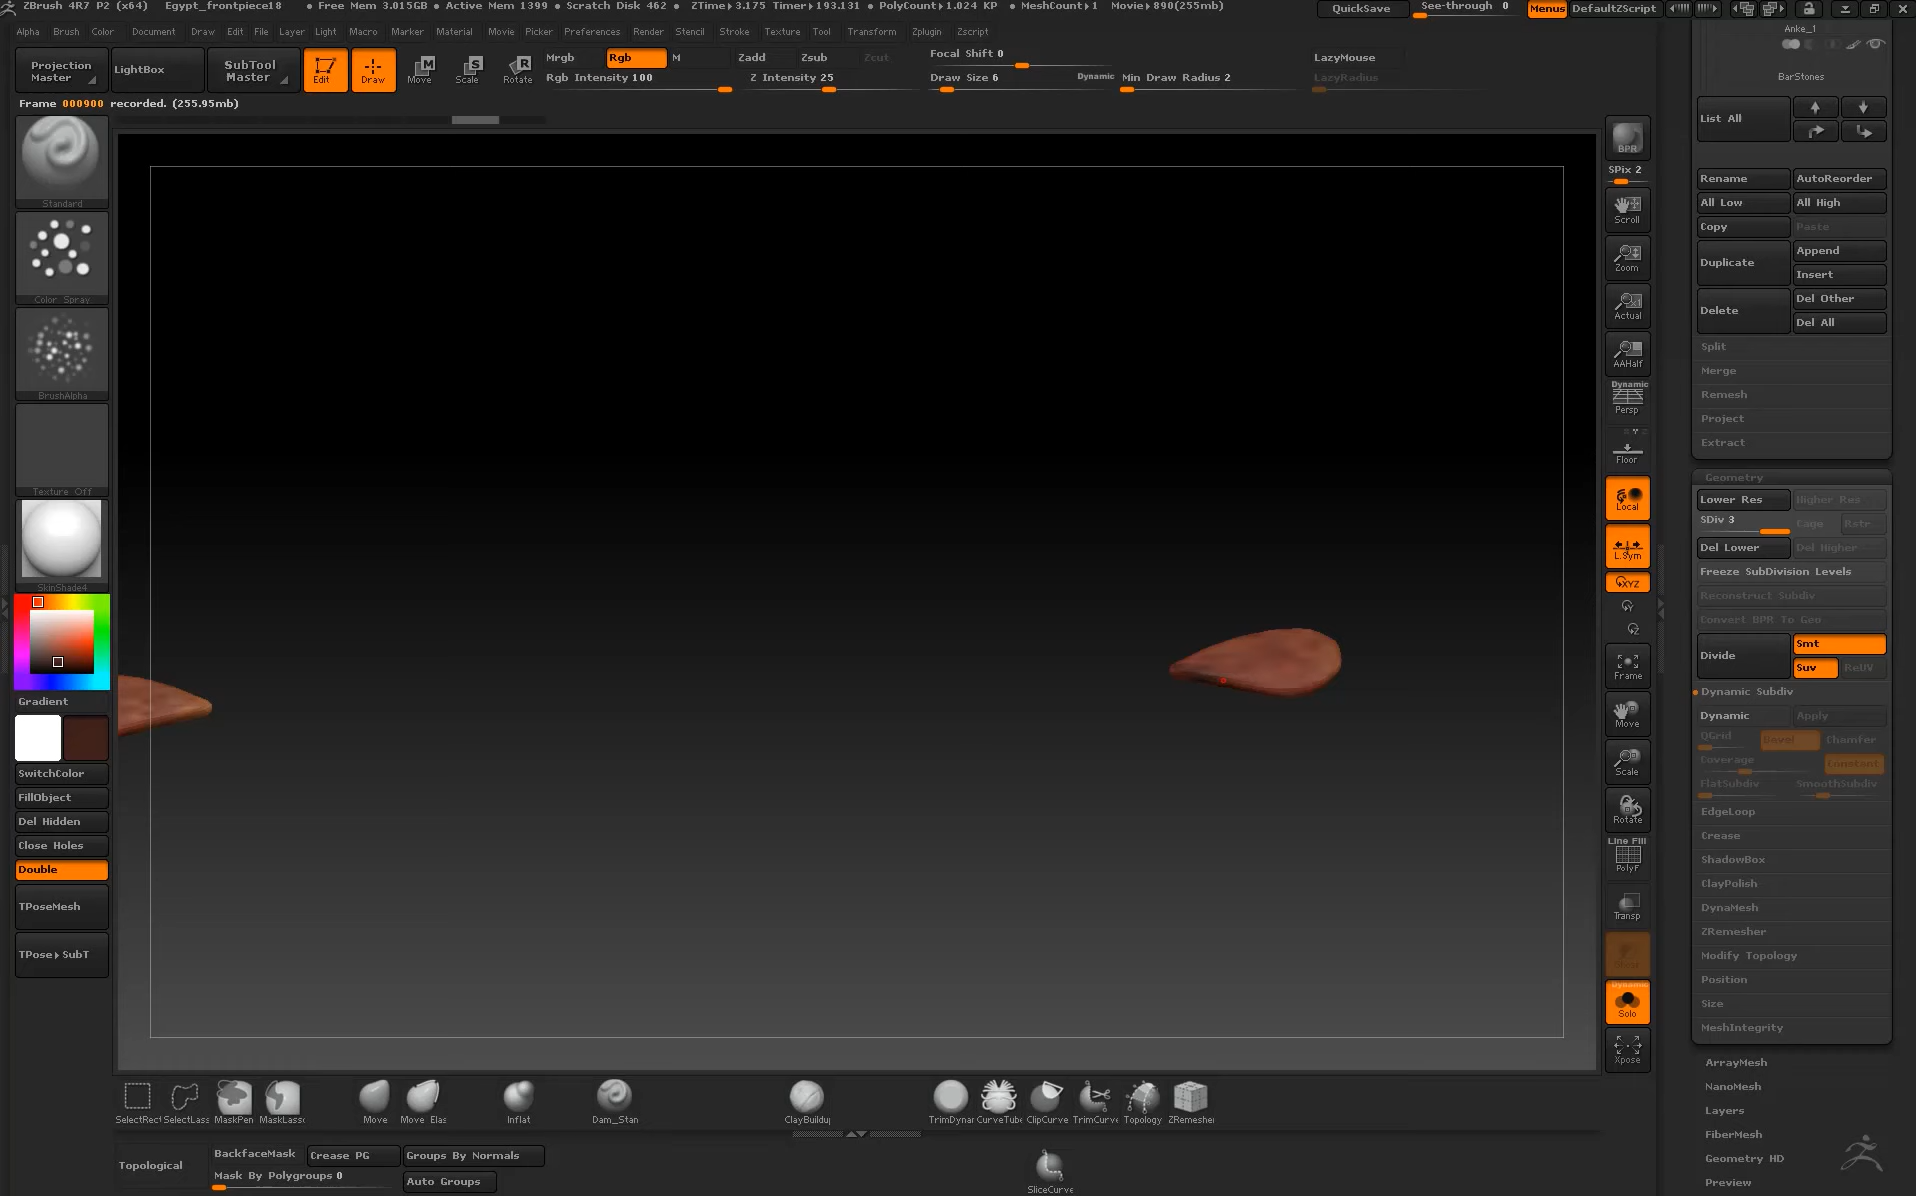 ZBrush 4R7 P2 (x64) Egypt_frontpiece18 • Free Mem 3.015GB • Active Mem 1399 • Scratch Disk 462 • ZTime▸3.175 Timer▸193.131 • PolyCount▸1.024 KP • MeshCount▸1 Movie▸890(255mb) QuickSave See-through 0 Menus DefaultZScript
Alpha Brush Color Document Draw Edit File Layer Light Macro Marker Material Movie Picker Preferences Render Stencil Stroke Texture Tool Transform Zplugin Zscript
Projection Master
LightBox
SubTool Master
Edit
Draw
Move
Scale
Rotate
Mrgb Rgb M Zadd Zsub Zcut
Rgb Intensity 100 Z Intensity 25
Focal Shift 0
Draw Size 6 Dynamic Min Draw Radius 2
LazyMouse
LazyRadius
Frame 000900 recorded. (255.95mb)
Standard
Color Spray
BrushAlpha
Texture Off
SkinShade4
Gradient
SwitchColor
FillObject
Del Hidden
Close Holes
Double
TPoseMesh
TPose▸SubT
BPR
SPix 2
Scroll
Zoom
Actual
AAHalf
Dynamic
Persp
Floor
Local
L.Sym
XYZ
Frame
Move
Scale
Rotate
Line Fill
PolyF
Transp
Dynamic
Solo
Xpose
Anke_1
BarStones
List All
Rename AutoReorder
All Low All High
Copy Paste
Duplicate Append
Insert
Delete Del Other
Del All
Split
Merge
Remesh
Project
Extract
Geometry
Lower Res Higher Res
SDiv 3 Cage Rstr
Del Lower Del Higher
Freeze SubDivision Levels
Reconstruct Subdiv
Convert BPR To Geo
Divide Smt
Suv ReUV
Dynamic Subdiv
Dynamic Apply
QGrid Bevel Chamfer
Coverage Constant
FlatSubdiv SmoothSubdiv
EdgeLoop
Crease
ShadowBox
ClayPolish
DynaMesh
ZRemesher
Modify Topology
Position
Size
MeshIntegrity
ArrayMesh
NanoMesh
Layers
FiberMesh
Geometry HD
Preview
SelectRect SelectLass MaskPen MaskLasso Move Move Elas Inflat Dam_Stan ClayBuildup TrimDynar CurveTube ClipCurve TrimCurve Topology ZRemeshe
Topological
BackfaceMask Crease PG Groups By Normals
Mask By Polygroups 0 Auto Groups
SliceCurve